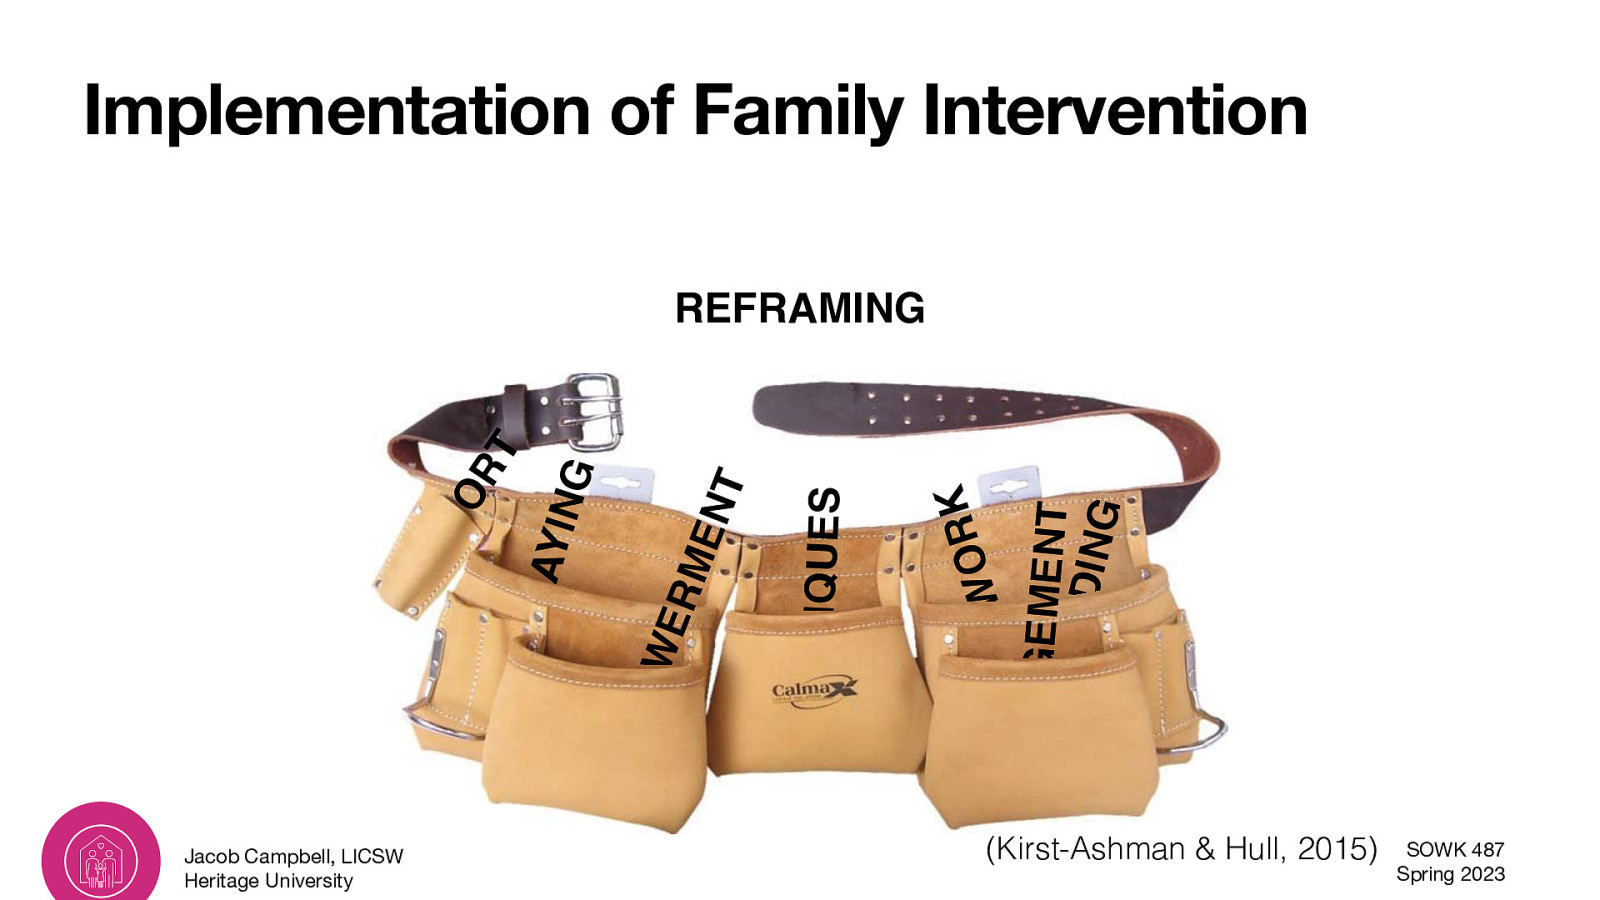 Implementation of Family Intervention
REFRAMING
ORT
AYING
WERMENT
IQUES
WORK
GEMENT
DING
CalmaX
(Kirst-Ashman & Hull, 2015)
Jacob Campbell, LICSW
Heritage University
SOWK 487
Spring 2023